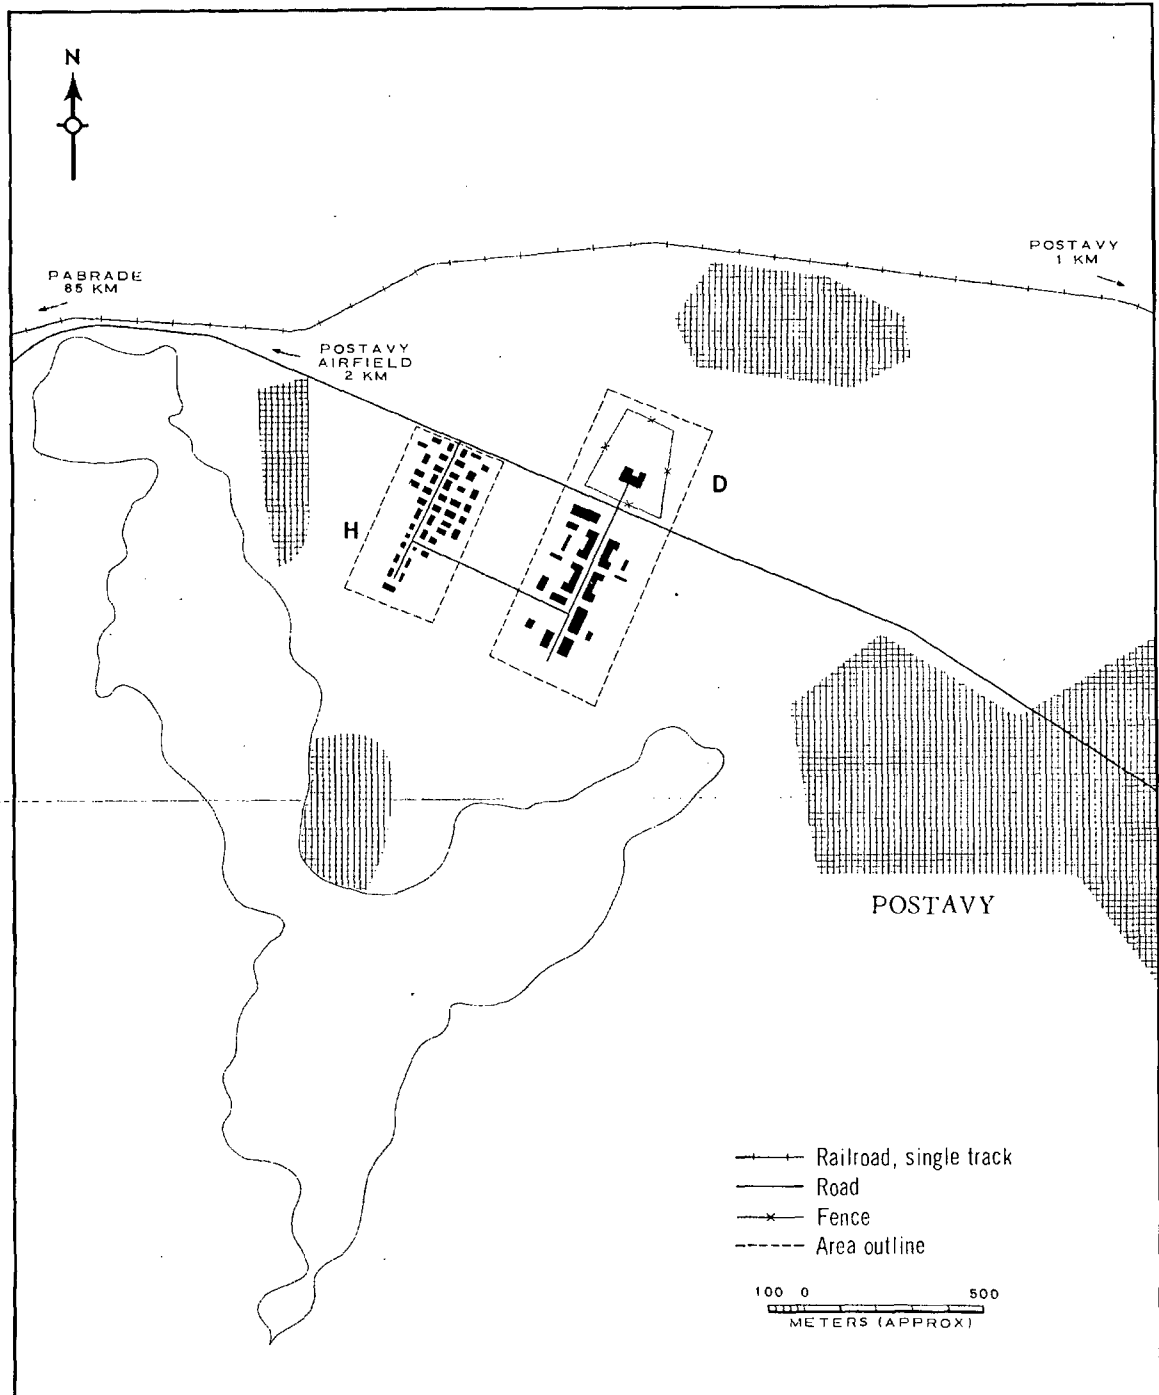 N
POSTAVY
1 KM
PABRADE
85 KM
POSTAVY
AIRFIELD
2 KM
D
H
POSTAVY
Railroad, single track
Road
Fence
Area outline
100 0 500
METERS (APPROX)